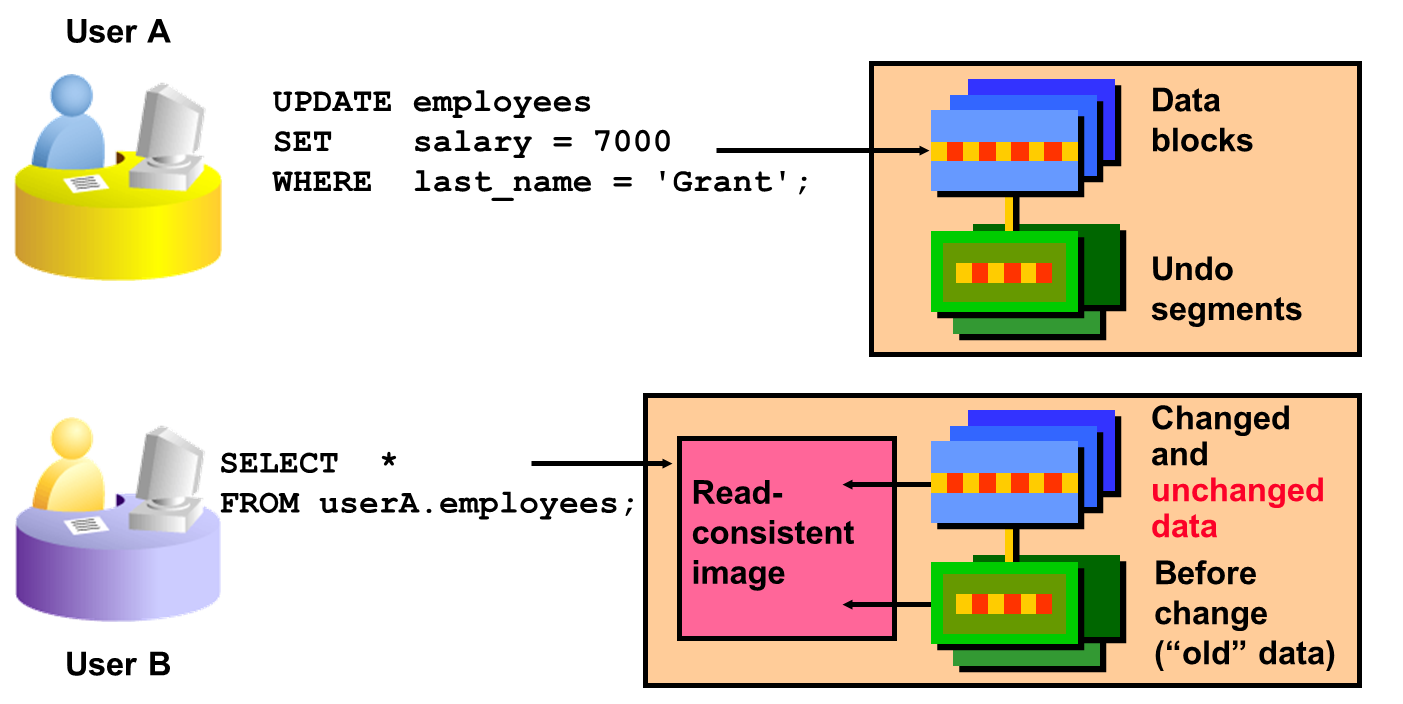 User A
UPDATE employees
SET salary = 7000
WHERE last_name = 'Grant';
Data
blocks
Undo
segments
SELECT *
FROM userA.employees;
Read-
consistent
image
Changed
and
unchanged
data
Before
change
(“old” data)
User B